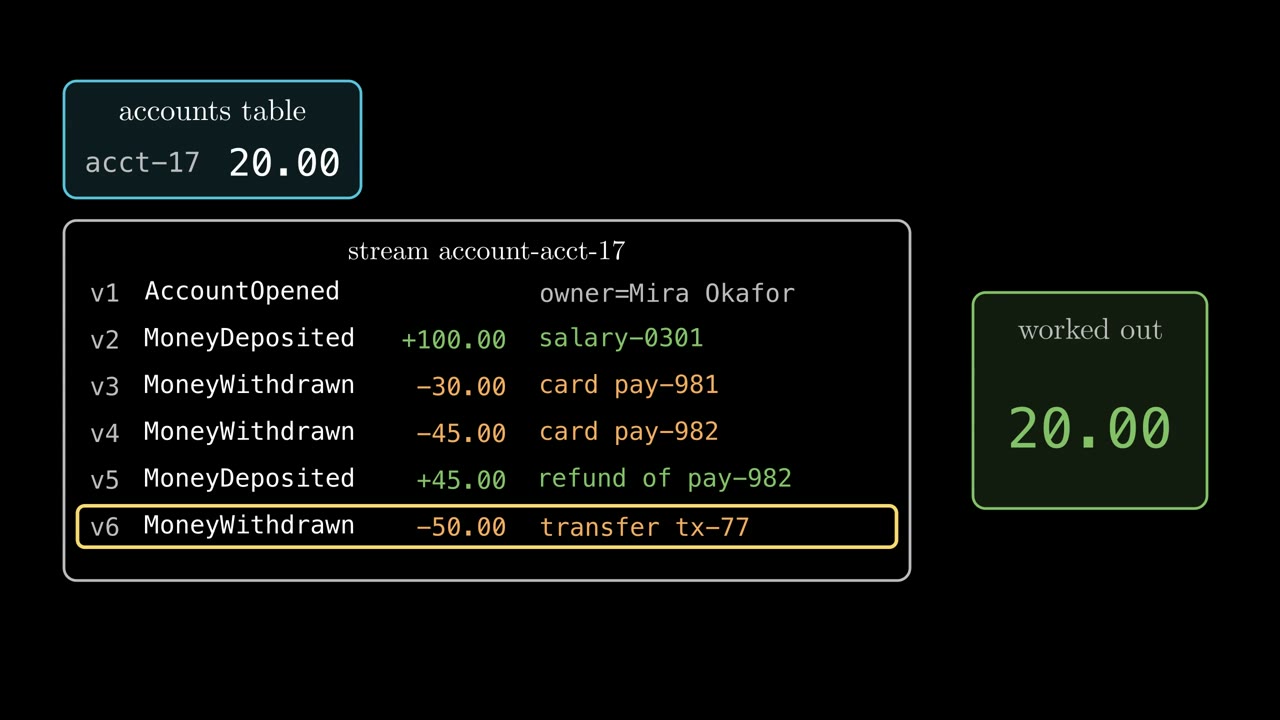 accounts table
acct-17 20.00
stream account-acct-17
v1 AccountOpened owner=Mira Okafor
v2 MoneyDeposited +100.00 salary-0301
v3 MoneyWithdrawn -30.00 card pay-981
v4 MoneyWithdrawn -45.00 card pay-982
v5 MoneyDeposited +45.00 refund of pay-982
v6 MoneyWithdrawn -50.00 transfer tx-77
worked out
20.00